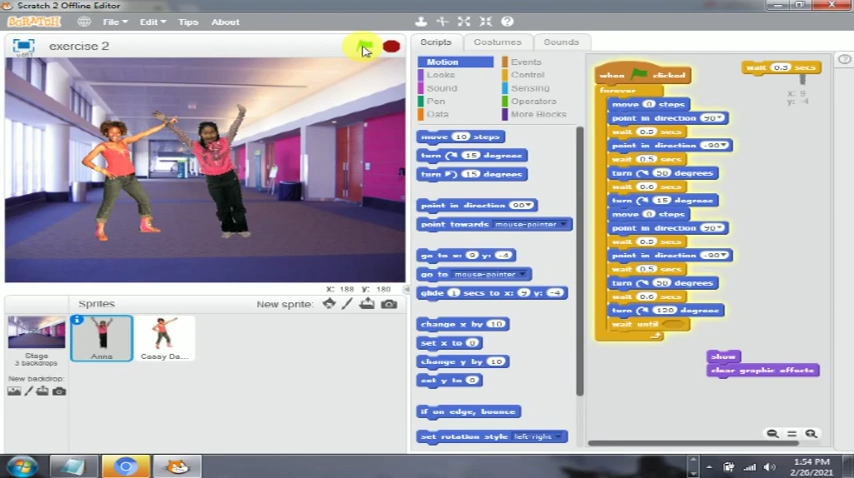 Scratch 2 Offline Editor
SCRATCH File Edit Tips About
exercise 2
v461
x: 188 y: 180
Sprites New sprite:
Stage
3 backdrops
New backdrop:
Anna
Cassy Da...
Scripts Costumes Sounds
Motion Events
Looks Control
Sound Sensing
Pen Operators
Data More Blocks
move 10 steps
turn 15 degrees
turn 15 degrees
point in direction 90
point towards mouse-pointer
go to x: 9 y: -4
go to mouse-pointer
glide 1 secs to x: 9 y: -4
change x by 10
set x to 0
change y by 10
set y to 0
if on edge, bounce
set rotation style left-right
when clicked
forever
move 0 steps
point in direction 90
wait 0.5 secs
point in direction -90
wait 0.5 secs
turn 50 degrees
wait 0.6 secs
turn 15 degrees
move 0 steps
point in direction 90
wait 0.5 secs
point in direction -90
wait 0.5 secs
turn 50 degrees
wait 0.6 secs
turn 120 degrees
wait until
wait 0.5 secs
x: 9
y: -4
show
clear graphic effects
1:54 PM
2/26/2021